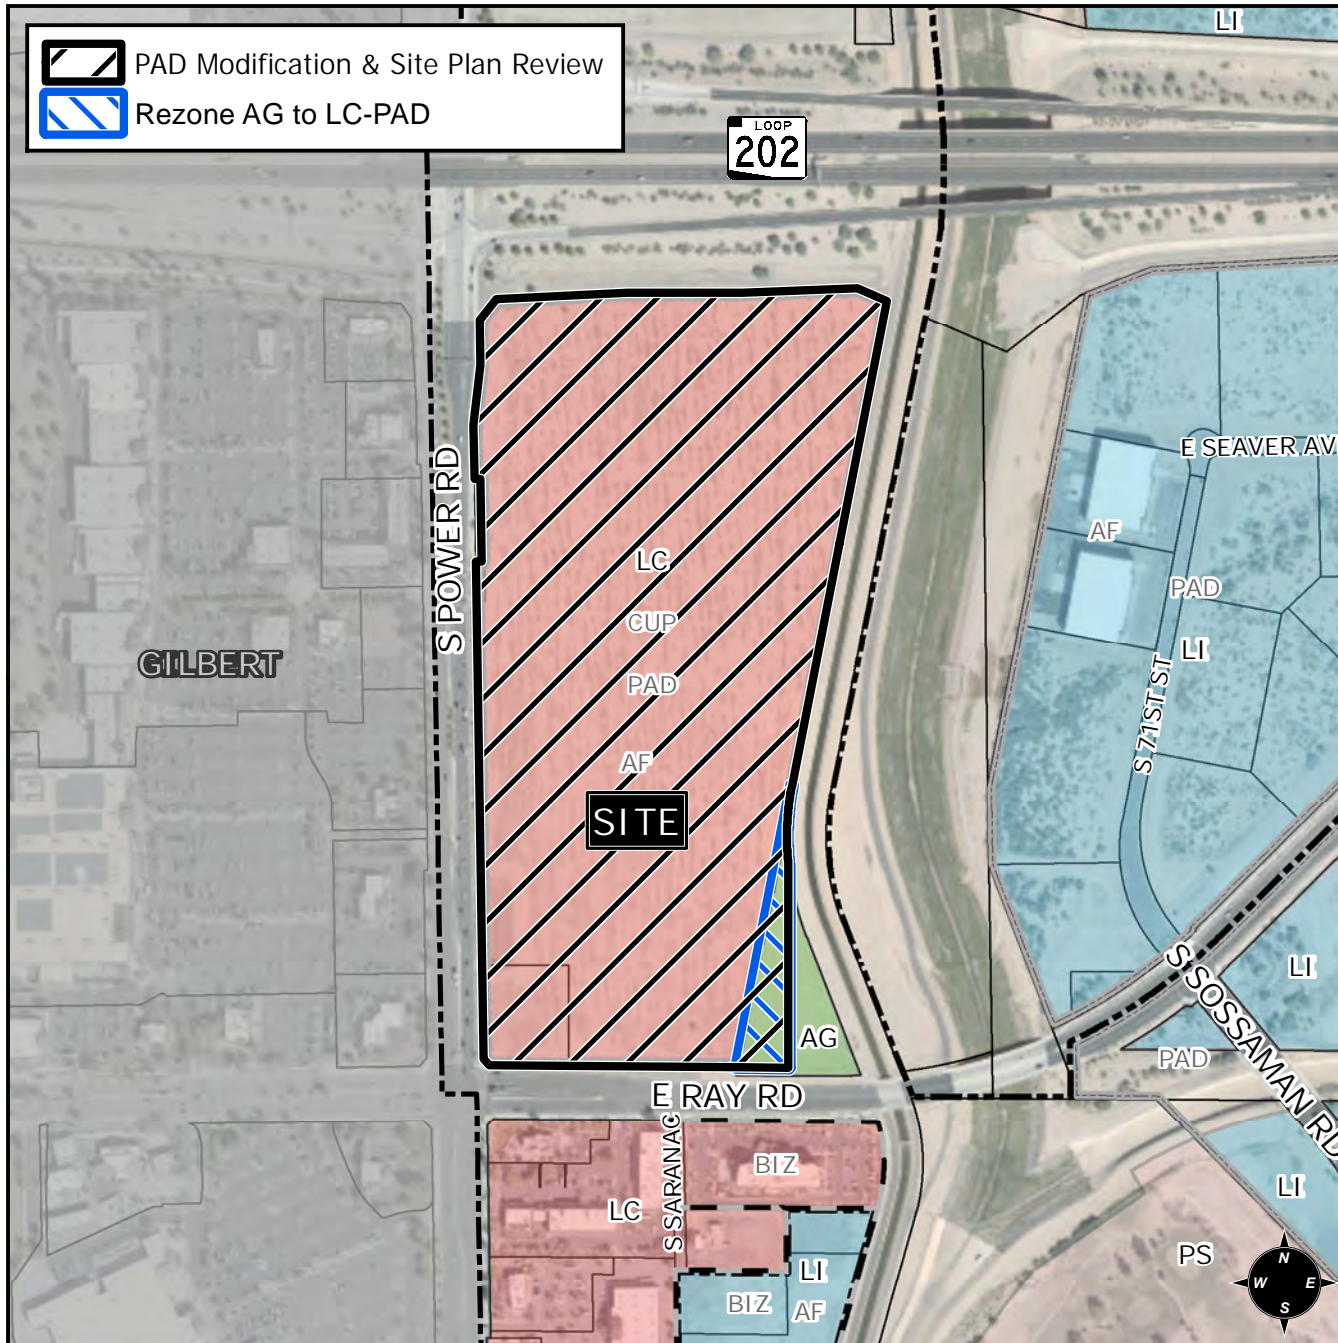 LI
PAD Modification & Site Plan Review
Rezone AG to LC-PAD
LOOP
202
E SEAVER AV
S POWER RD
AF
LC
PAD
CUP
LI
GILBERT
PAD
S 71ST ST
AF
SITE
S SOSSAMAN RD
LI
AG
PAD
E RAY RD
S SARANAC
BIZ
LI
LC
PS
N
W E
S
LI
BIZ
AF